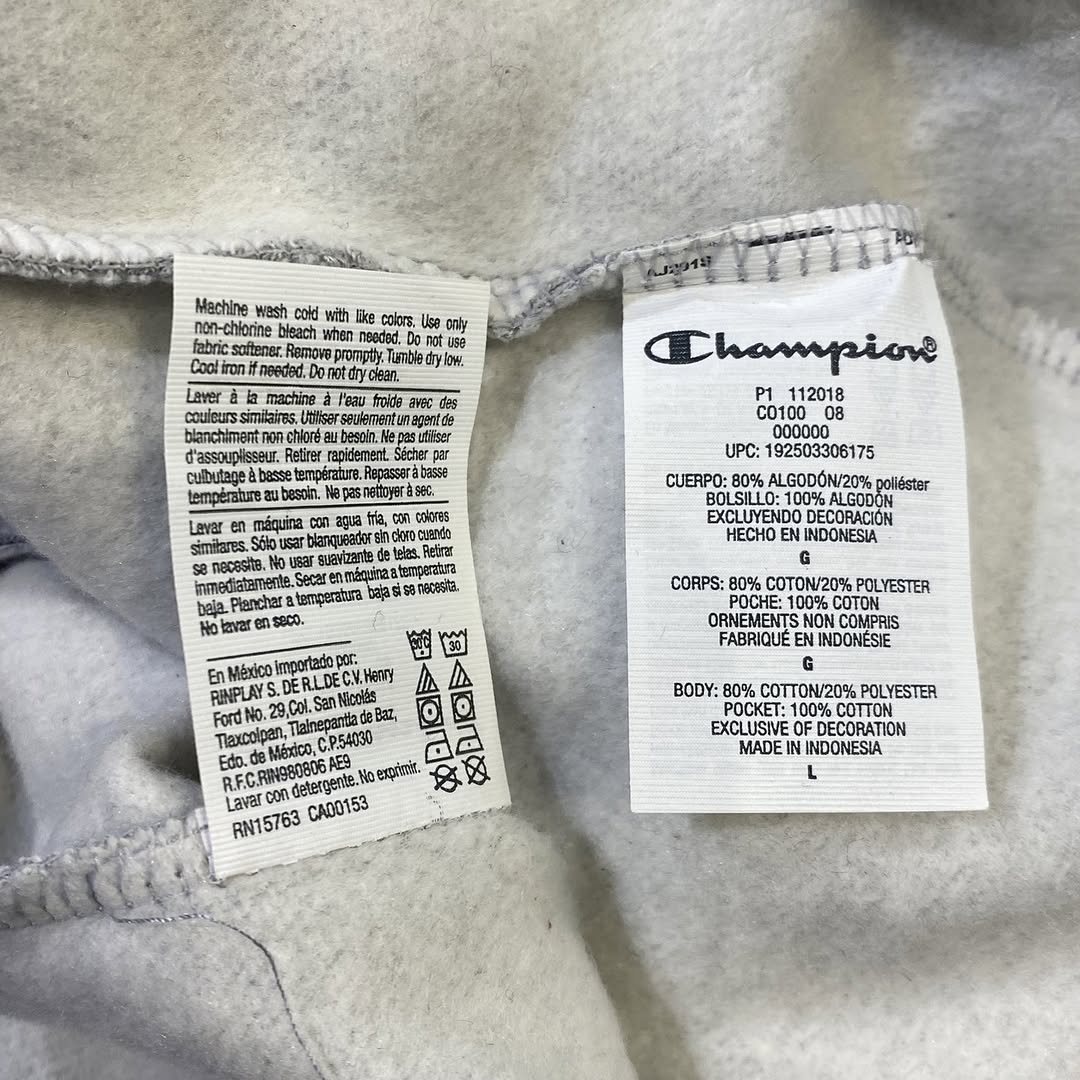 Machine wash cold with like colors. Use only
non-chlorine bleach when needed. Do not use
fabric softener. Remove promptly. Tumble dry low.
Cool iron if needed. Do not dry clean.
Laver à la machine à l'eau froide avec des
couleurs similaires. Utiliser seulement un agent de
blanchiment non chloré au besoin. Ne pas utiliser
d'assouplisseur. Retirer rapidement. Sécher par
culbutage à basse température. Repasser à basse
température au besoin. Ne pas nettoyer à sec.
Lavar en máquina con agua fría, con colores
similares. Sólo usar blanqueador sin cloro cuando
se necesite. No usar suavizante de telas. Retirar
inmediatamente. Secar en máquina a temperatura
baja. Planchar a temperatura baja si se necesita.
No lavar en seco.
30°C 30
En México importado por:
RINPLAY S. DE R.L.DE C.V. Henry
Ford No. 29,Col. San Nicolás
Tlaxcolpan, Tlalnepantla de Baz,
Edo. de México, C.P.54030
R.F.C.RIN980806 AE9
Lavar con detergente. No exprimir.
RN15763 CA00153
Champion®
P1 112018
C0100 08
000000
UPC: 192503306175
CUERPO: 80% ALGODÓN/20% poliéster
BOLSILLO: 100% ALGODÓN
EXCLUYENDO DECORACIÓN
HECHO EN INDONESIA
G
CORPS: 80% COTON/20% POLYESTER
POCHE: 100% COTON
ORNEMENTS NON COMPRIS
FABRIQUÉ EN INDONÉSIE
G
BODY: 80% COTTON/20% POLYESTER
POCKET: 100% COTTON
EXCLUSIVE OF DECORATION
MADE IN INDONESIA
L